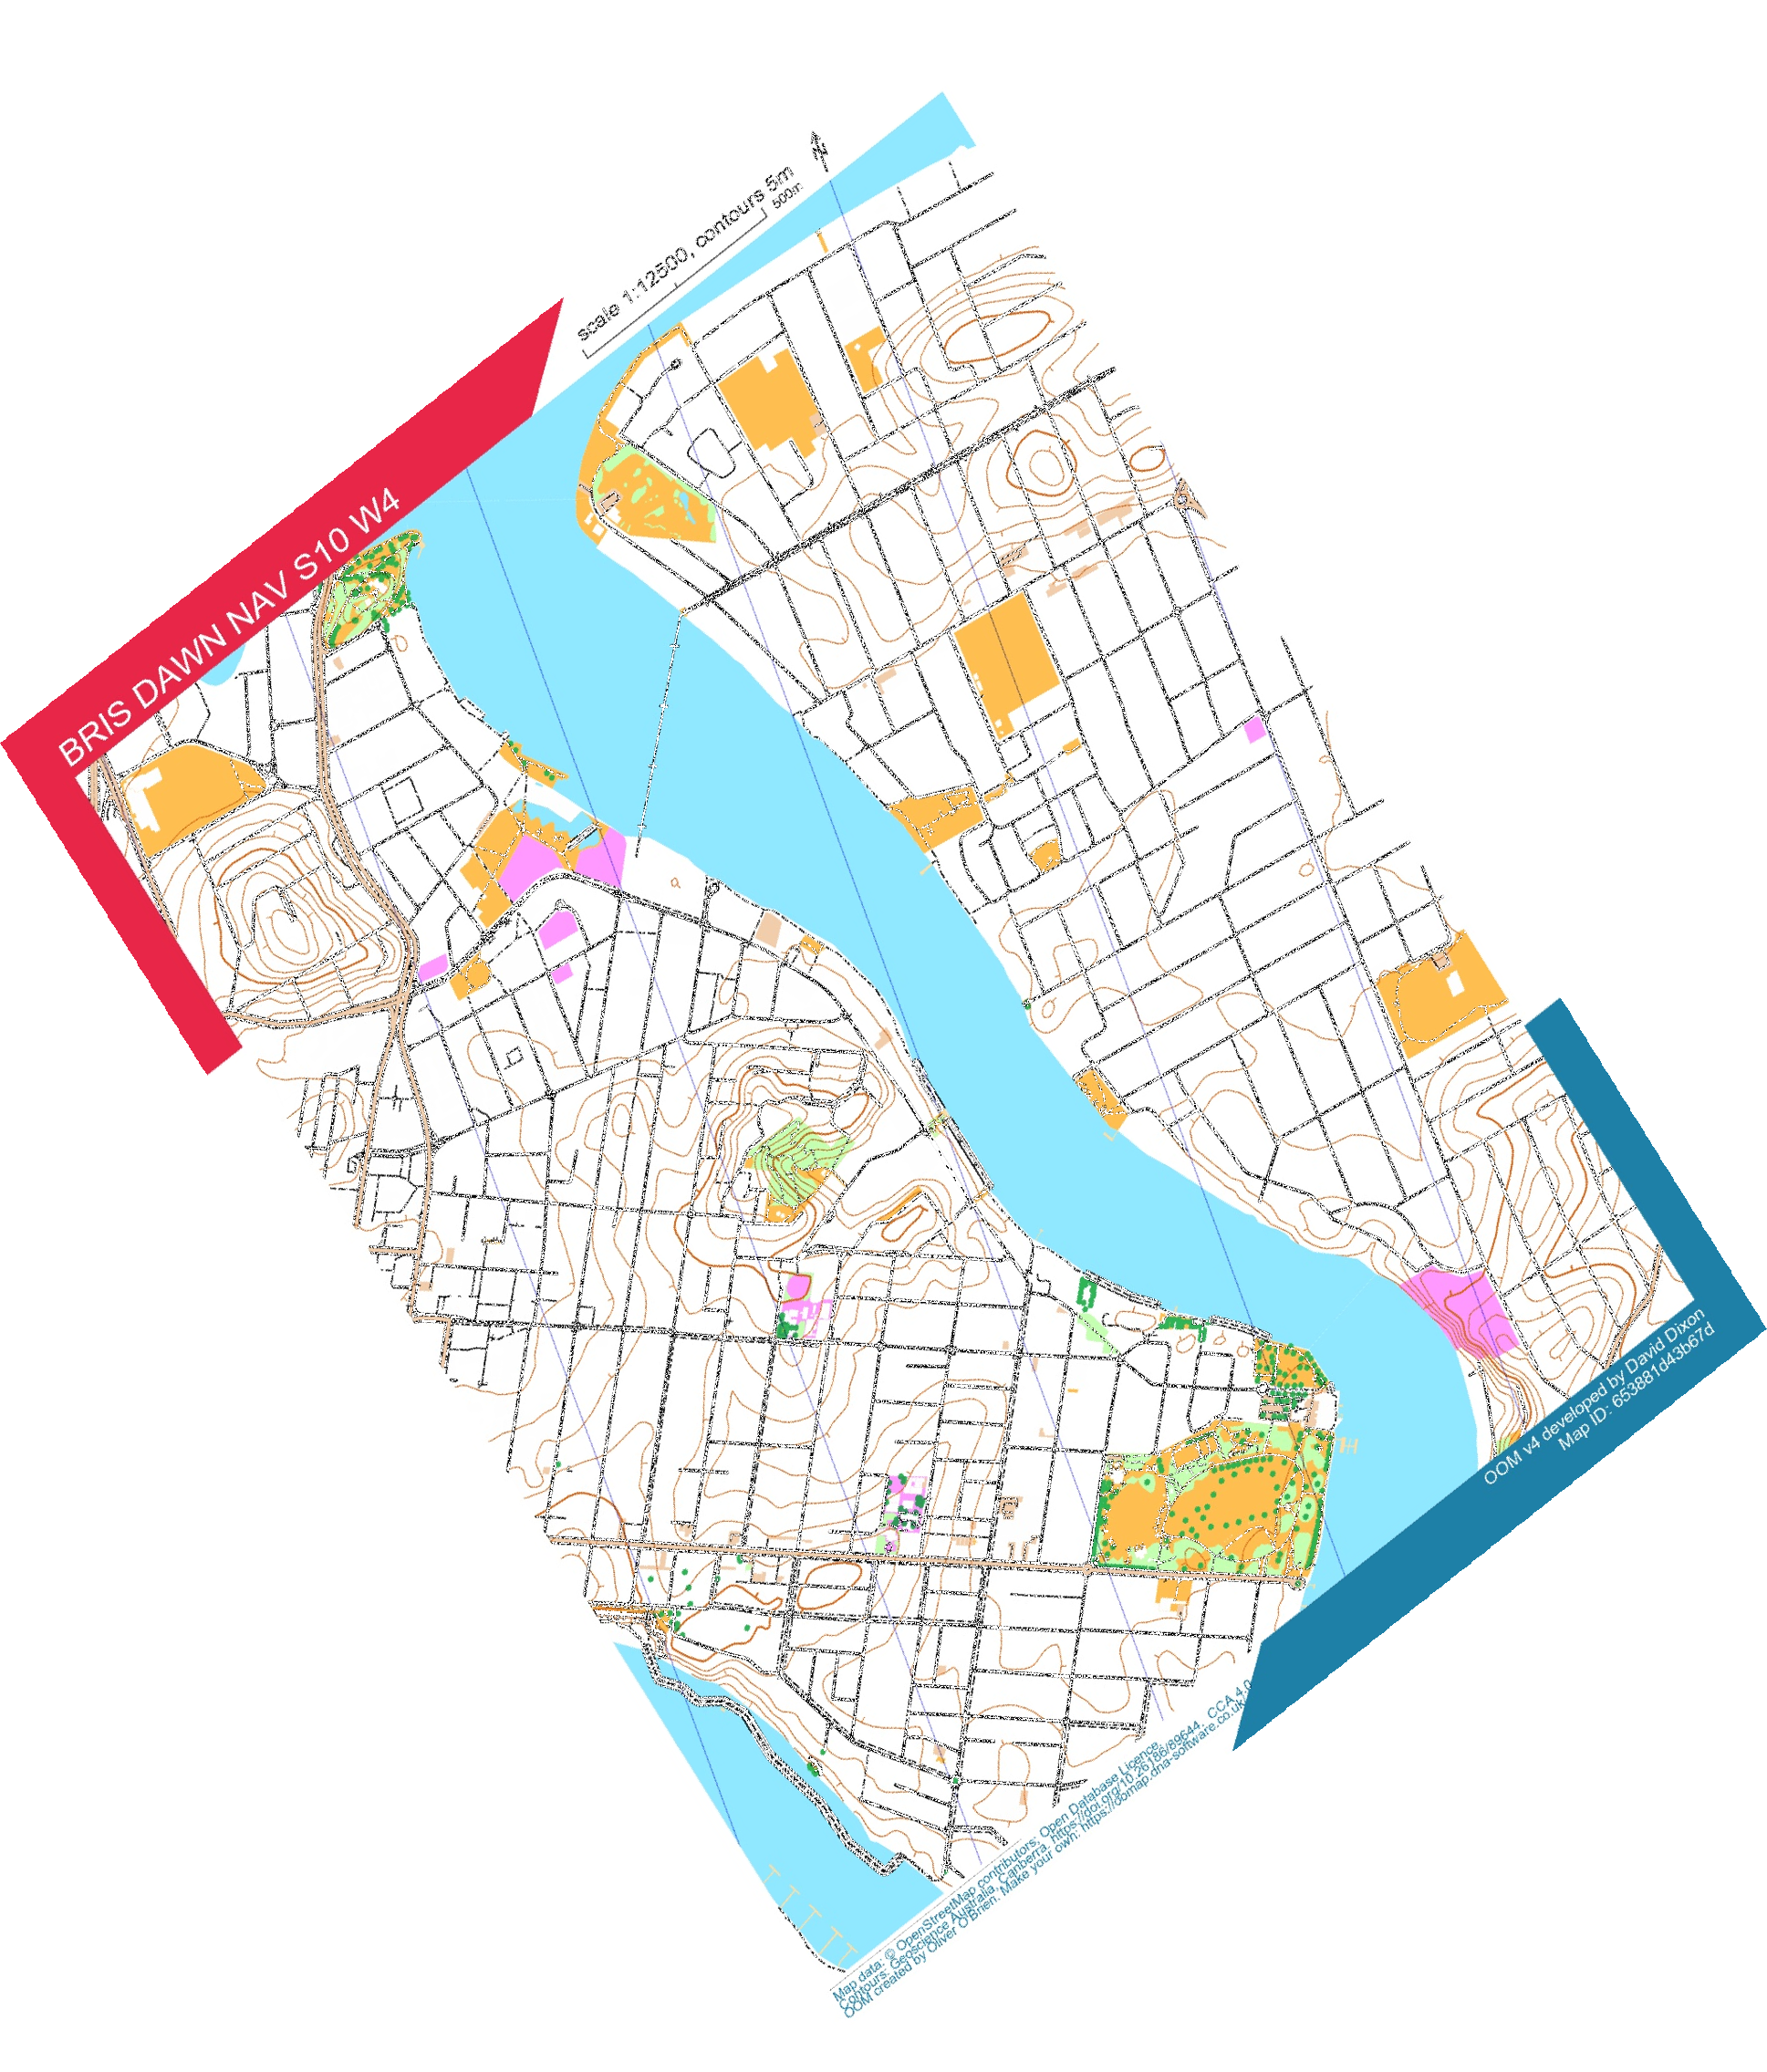 N
scale 1:12500, contours 5m
500m
BRIS DAWN NAV S10 W4
OOM v4 developed by David Dixon
Map ID: 653881d43b67d
Map data: © OpenStreetMap contributors, Open Database Licence.
Contours: Geoscience Australia, Canberra. https://doi.org/10.26186/89644. CCA 4.0
OOM created by Oliver O'Brien. Make your own: https://oomap.dna-software.co.uk/